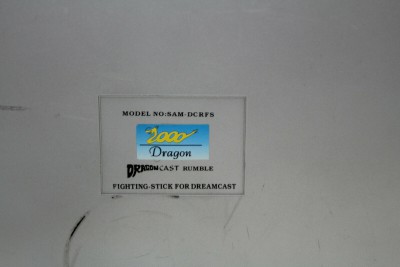 MODEL NO:SAM-DCRFS
2000
Dragon
DRAGONCAST RUMBLE
FIGHTING-STICK FOR DREAMCAST